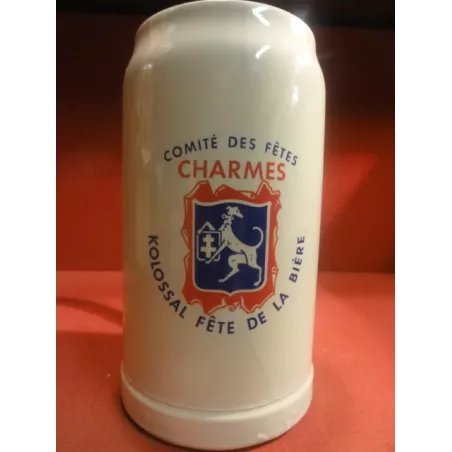 COMITÉ DES FÊTES
CHARMES
KOLOSSAL FÊTE DE LA BIÈRE